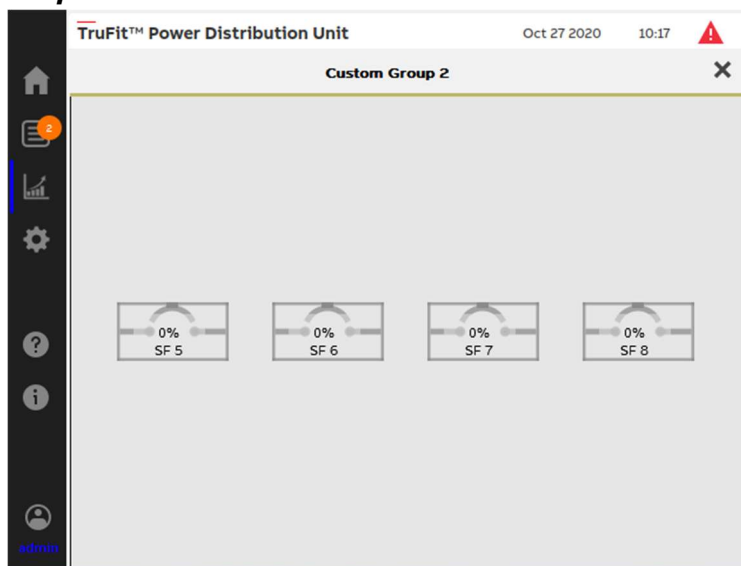 TruFit™ Power Distribution Unit
Oct 27 2020
10:17
Custom Group 2
2
0%
SF 5
0%
SF 6
0%
SF 7
0%
SF 8
admin